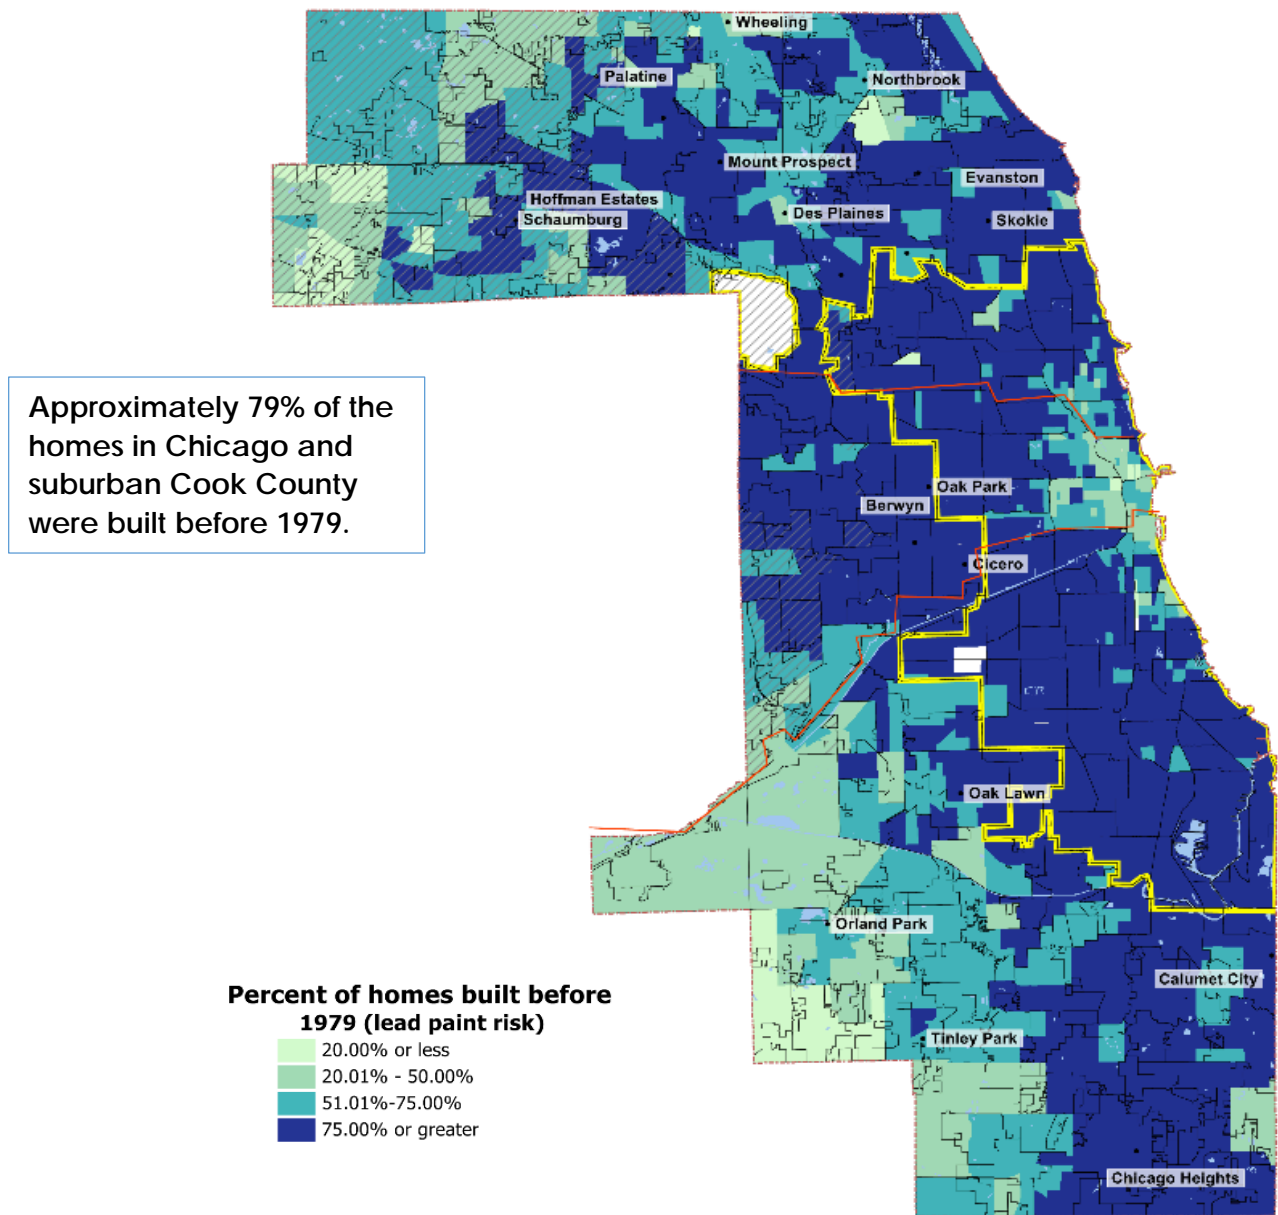 Wheeling
Palatine
Northbrook
Mount Prospect
Evanston
Hoffman Estates
Schaumburg
Des Plaines
Skokie
Approximately 79% of the
homes in Chicago and
suburban Cook County
were built before 1979.
Oak Park
Berwyn
Cicero
Oak Lawn
Orland Park
Calumet City
Tinley Park
Chicago Heights
Percent of homes built before
1979 (lead paint risk)
20.00% or less
20.01% - 50.00%
51.01%-75.00%
75.00% or greater